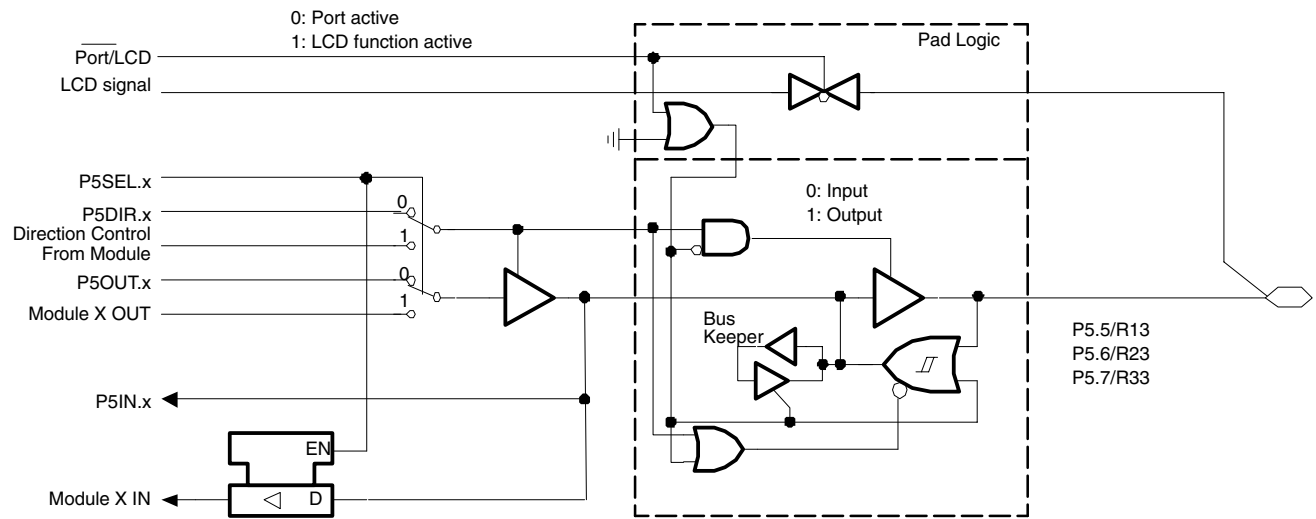 0: Port active
1: LCD function active
Pad Logic
Port/LCD
LCD signal
P5SEL.x
0
P5DIR.x
Direction Control
From Module
1
0: Input
1: Output
P5OUT.x
0
Module X OUT
1
Bus
Keeper
P5.5/R13
P5.6/R23
P5.7/R33
P5IN.x
EN
Module X IN
D